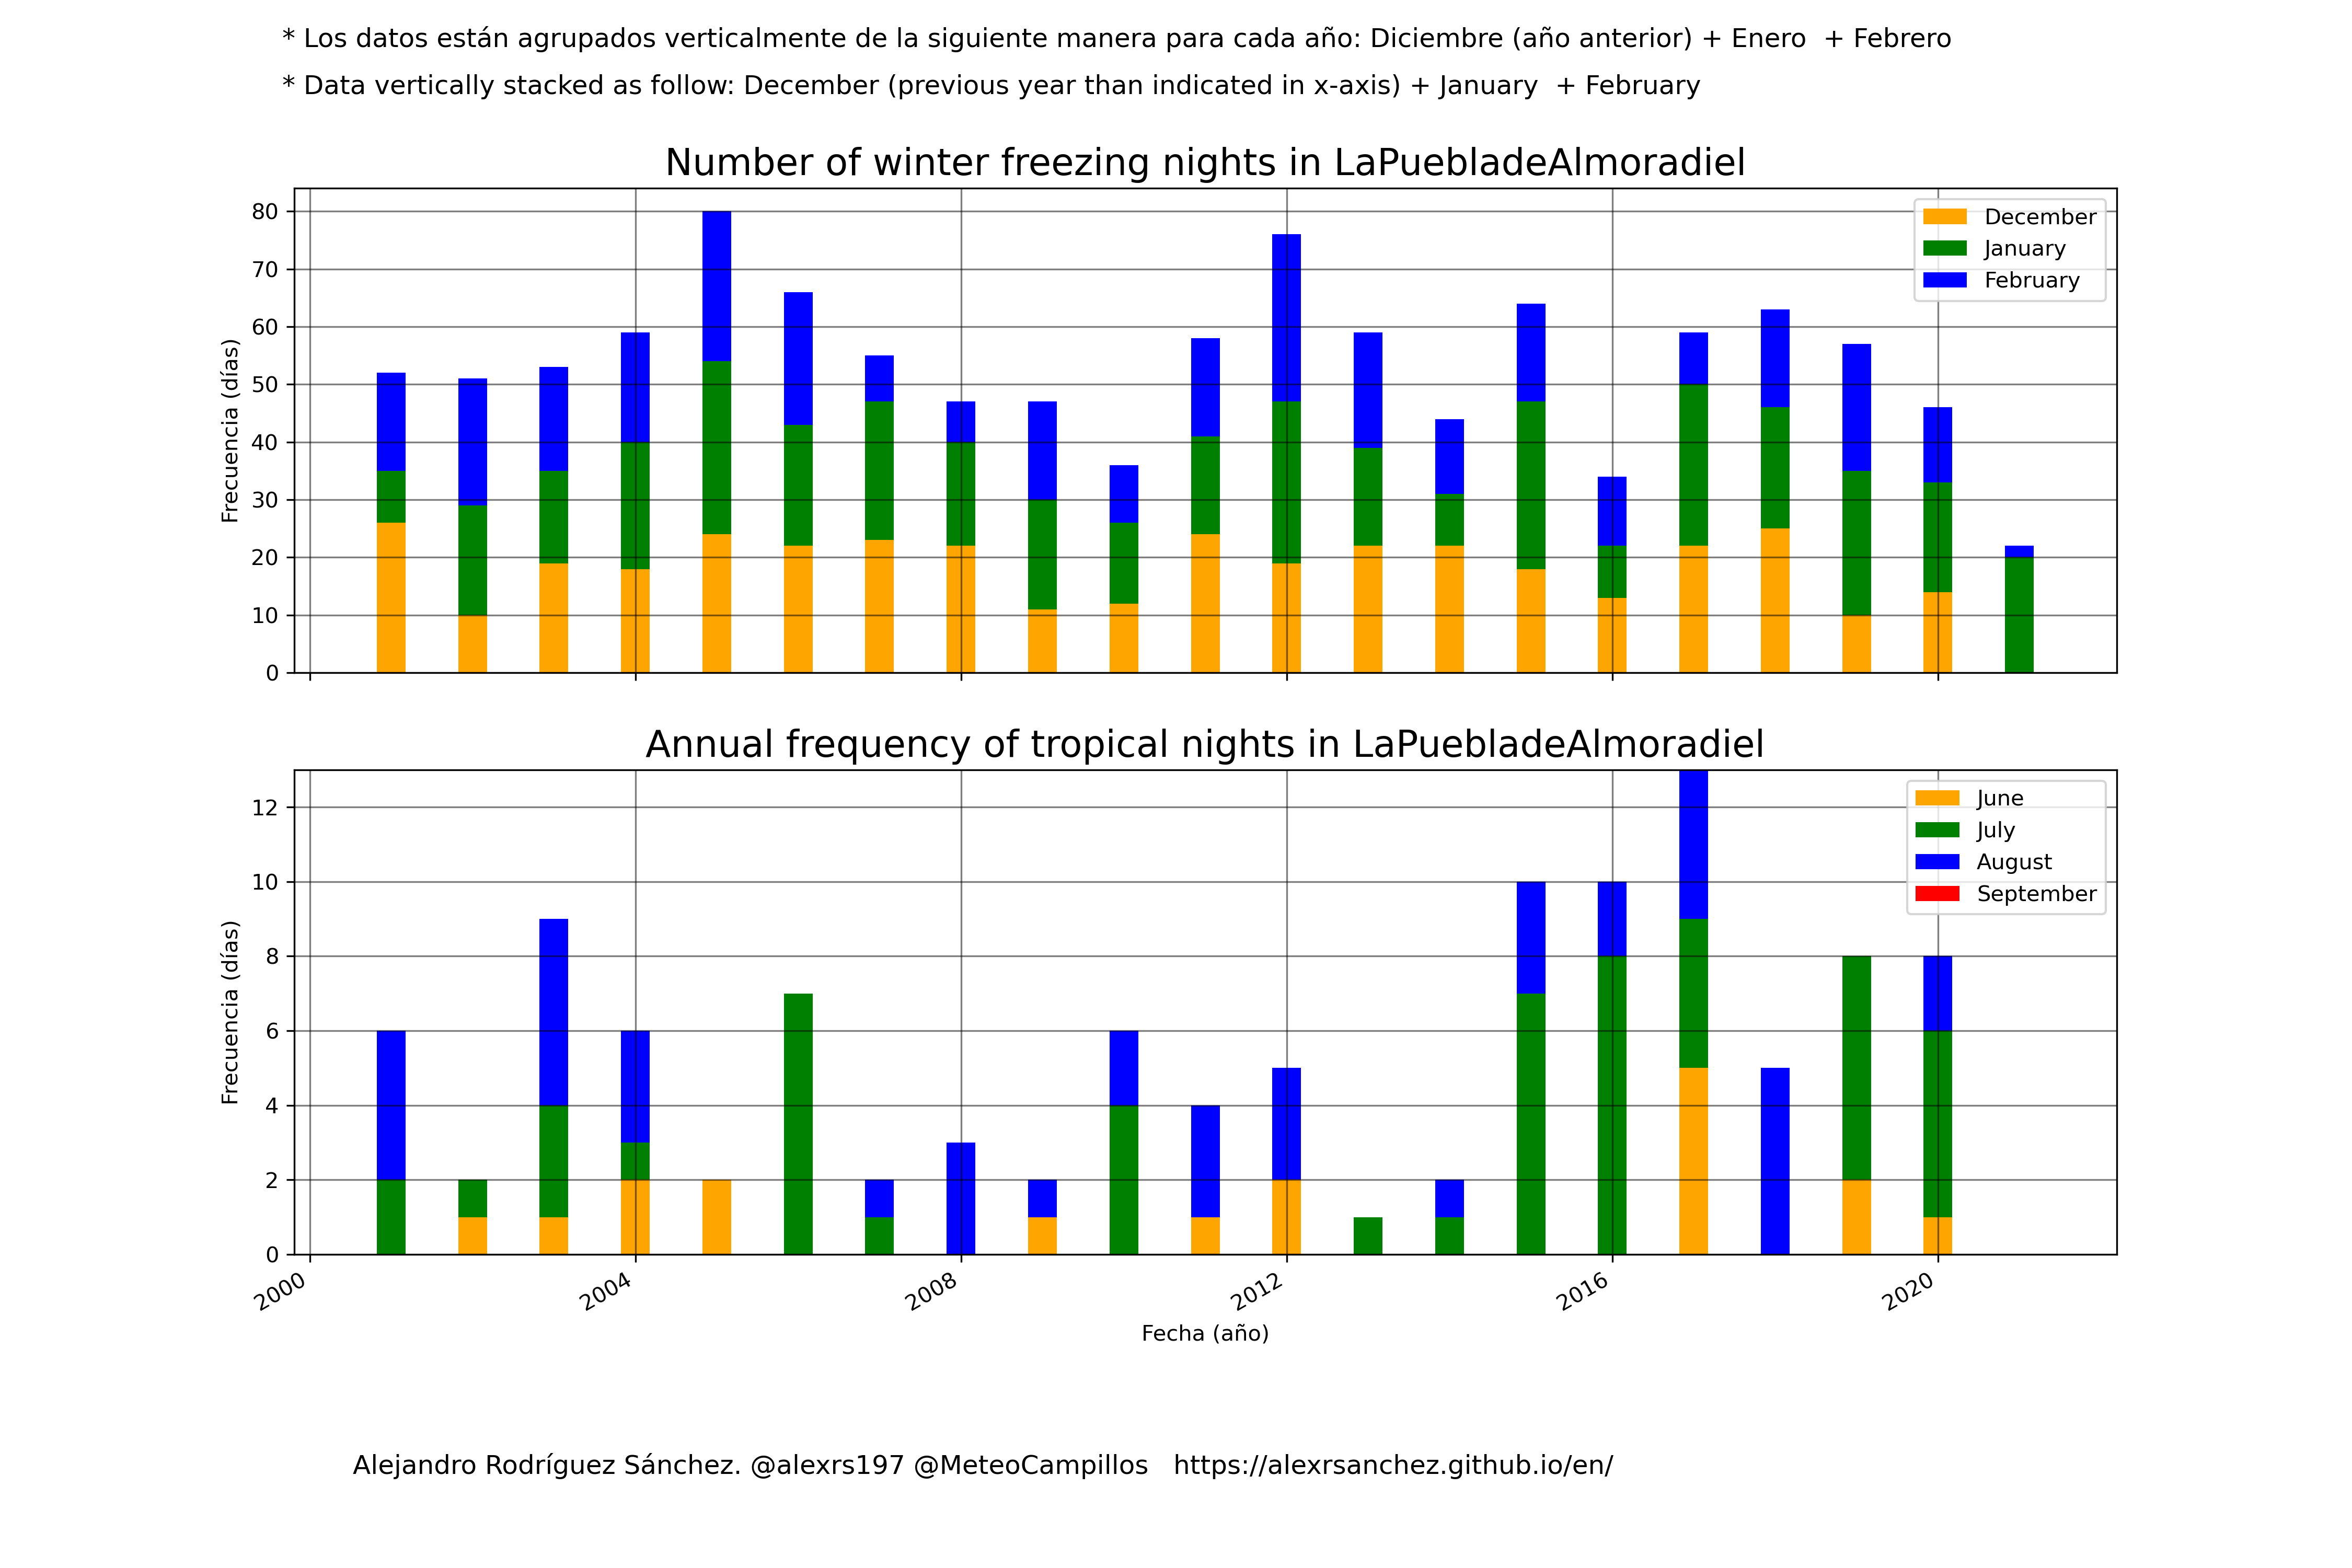 * Los datos están agrupados verticalmente de la siguiente manera para cada año: Diciembre (año anterior) + Enero  + Febrero
* Data vertically stacked as follow: December (previous year than indicated in x-axis) + January  + February
Number of winter freezing nights in LaPuebladeAlmoradiel
80
70
60
50
40
30
20
10
0
Frecuencia (días)
December
January
February
Annual frequency of tropical nights in LaPuebladeAlmoradiel
12
10
8
6
4
2
0
Frecuencia (días)
June
July
August
September
2000
2004
2008
2012
2016
2020
Fecha (año)
Alejandro Rodríguez Sánchez. @alexrs197 @MeteoCampillos   https://alexrsanchez.github.io/en/